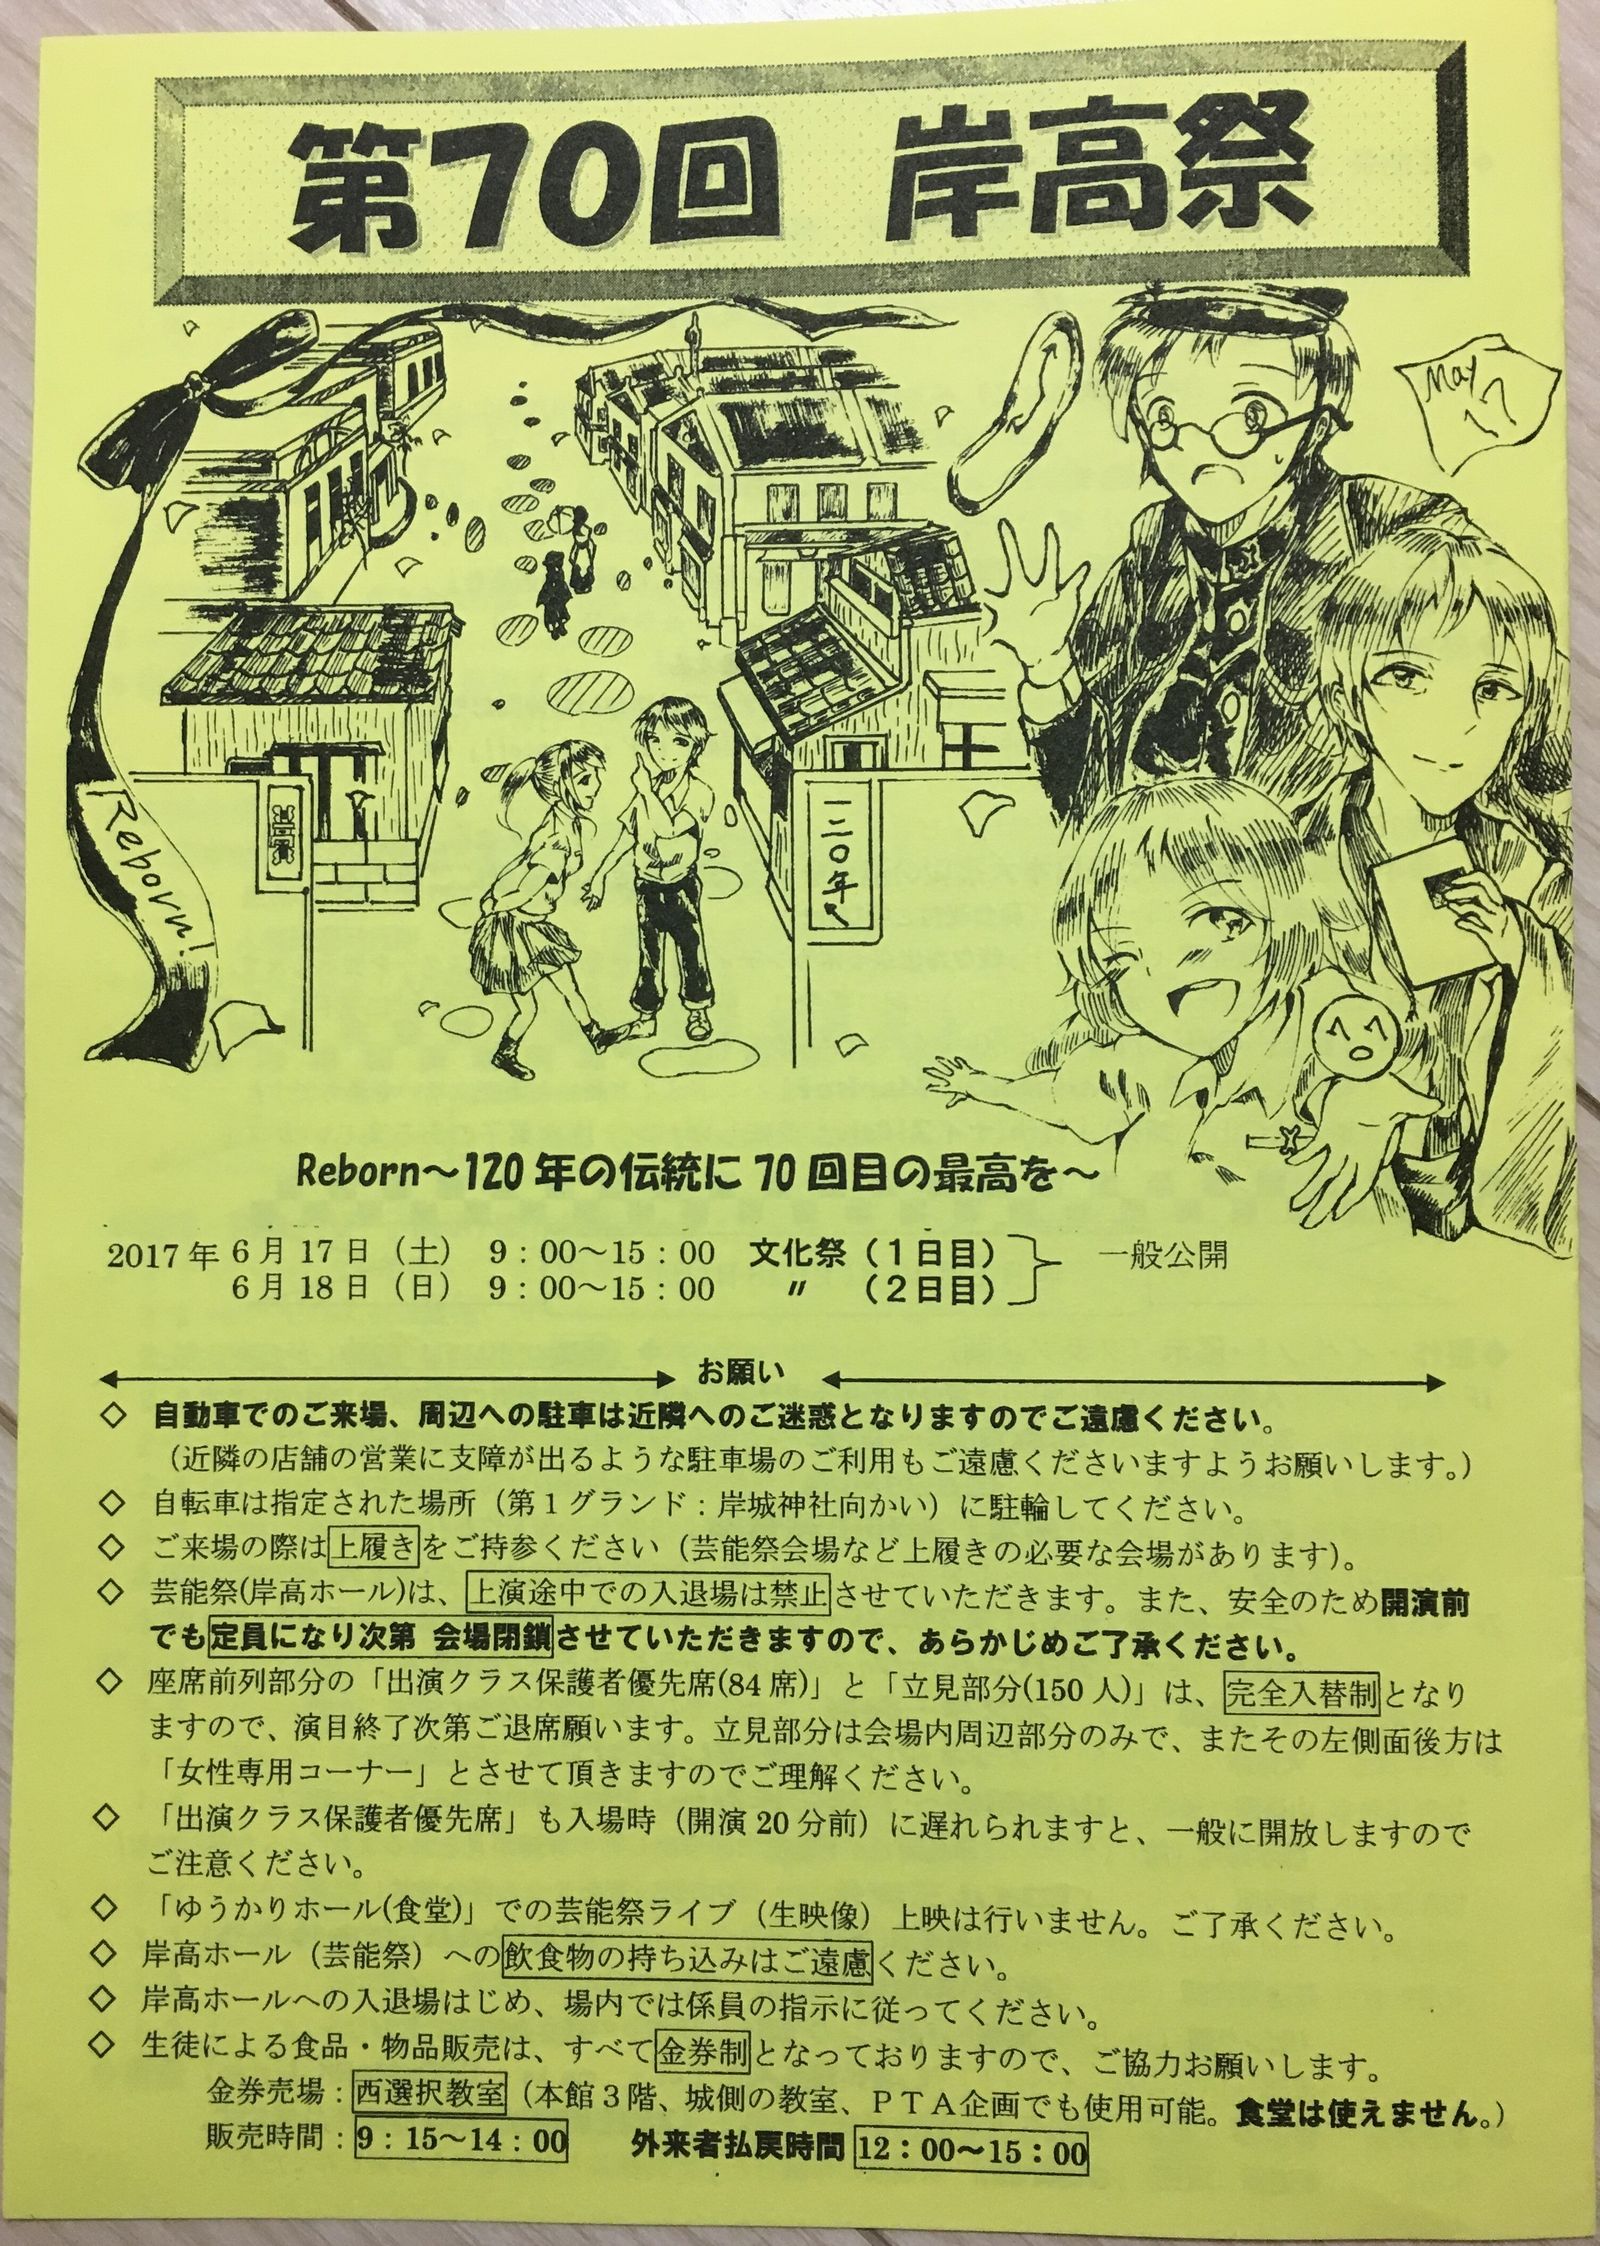 第70回 岸高祭
May 17
Reborn!
一二〇年
Reborn～120年の伝統に70回目の最高を～
2017年 6月17日（土） 9：00～15：00 文化祭（1日目） 一般公開
6月18日（日） 9：00～15：00 〃 （2日目）
お願い
◇ 自動車でのご来場、周辺への駐車は近隣へのご迷惑となりますのでご遠慮ください。
（近隣の店舗の営業に支障が出るような駐車場のご利用もご遠慮くださいますようお願いします。）
◇ 自転車は指定された場所（第1グランド：岸城神社向かい）に駐輪してください。
◇ ご来場の際は上履きをご持参ください（芸能祭会場など上履きの必要な会場があります）。
◇ 芸能祭(岸高ホール)は、上演途中での入退場は禁止させていただきます。また、安全のため開演前
でも定員になり次第 会場閉鎖させていただきますので、あらかじめご了承ください。
◇ 座席前列部分の「出演クラス保護者優先席(84席)」と「立見部分(150人)」は、完全入替制となり
ますので、演目終了次第ご退席願います。立見部分は会場内周辺部分のみで、またその左側面後方は
「女性専用コーナー」とさせて頂きますのでご理解ください。
◇ 「出演クラス保護者優先席」も入場時（開演20分前）に遅れられますと、一般に開放しますので
ご注意ください。
◇ 「ゆうかりホール(食堂)」での芸能祭ライブ（生映像）上映は行いません。ご了承ください。
◇ 岸高ホール（芸能祭）への飲食物の持ち込みはご遠慮ください。
◇ 岸高ホールへの入退場はじめ、場内では係員の指示に従ってください。
◇ 生徒による食品・物品販売は、すべて金券制となっておりますので、ご協力お願いします。
金券売場：西選択教室（本館3階、城側の教室、PTA企画でも使用可能。食堂は使えません。）
販売時間：9：15～14：00 外来者払戻時間 12：00～15：00